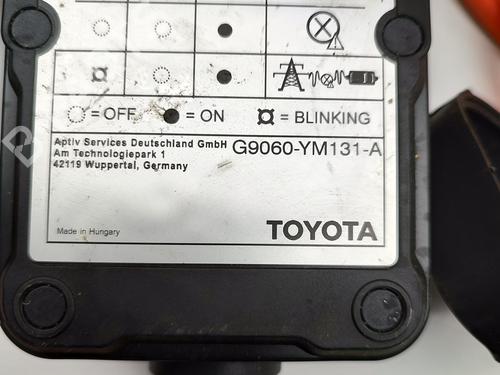 = OFF = ON = BLINKING
Aptiv Services Deutschland GmbH
Am Technologiepark 1
42119 Wuppertal, Germany
G9060-YM131-A
Made in Hungary
TOYOTA